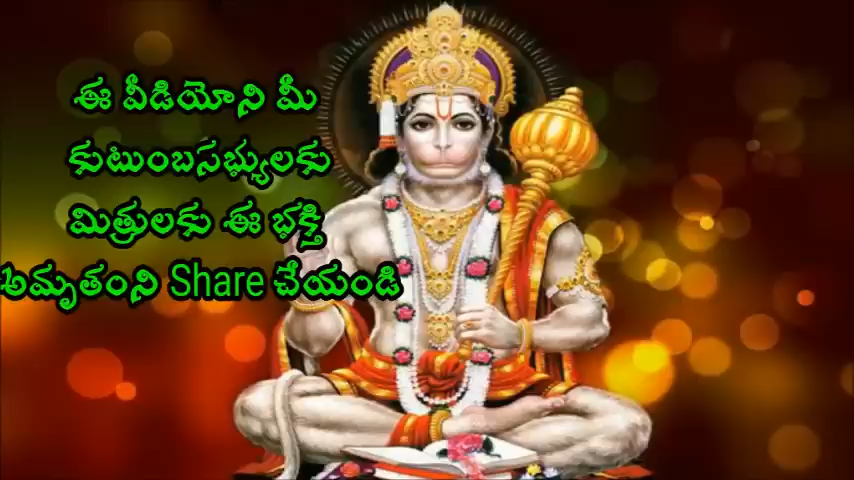 ఈ వీడియోని మీ
కుటుంబసభ్యులకు
మిత్రులకు ఈ భక్తి
అమృతంని Share చేయండి